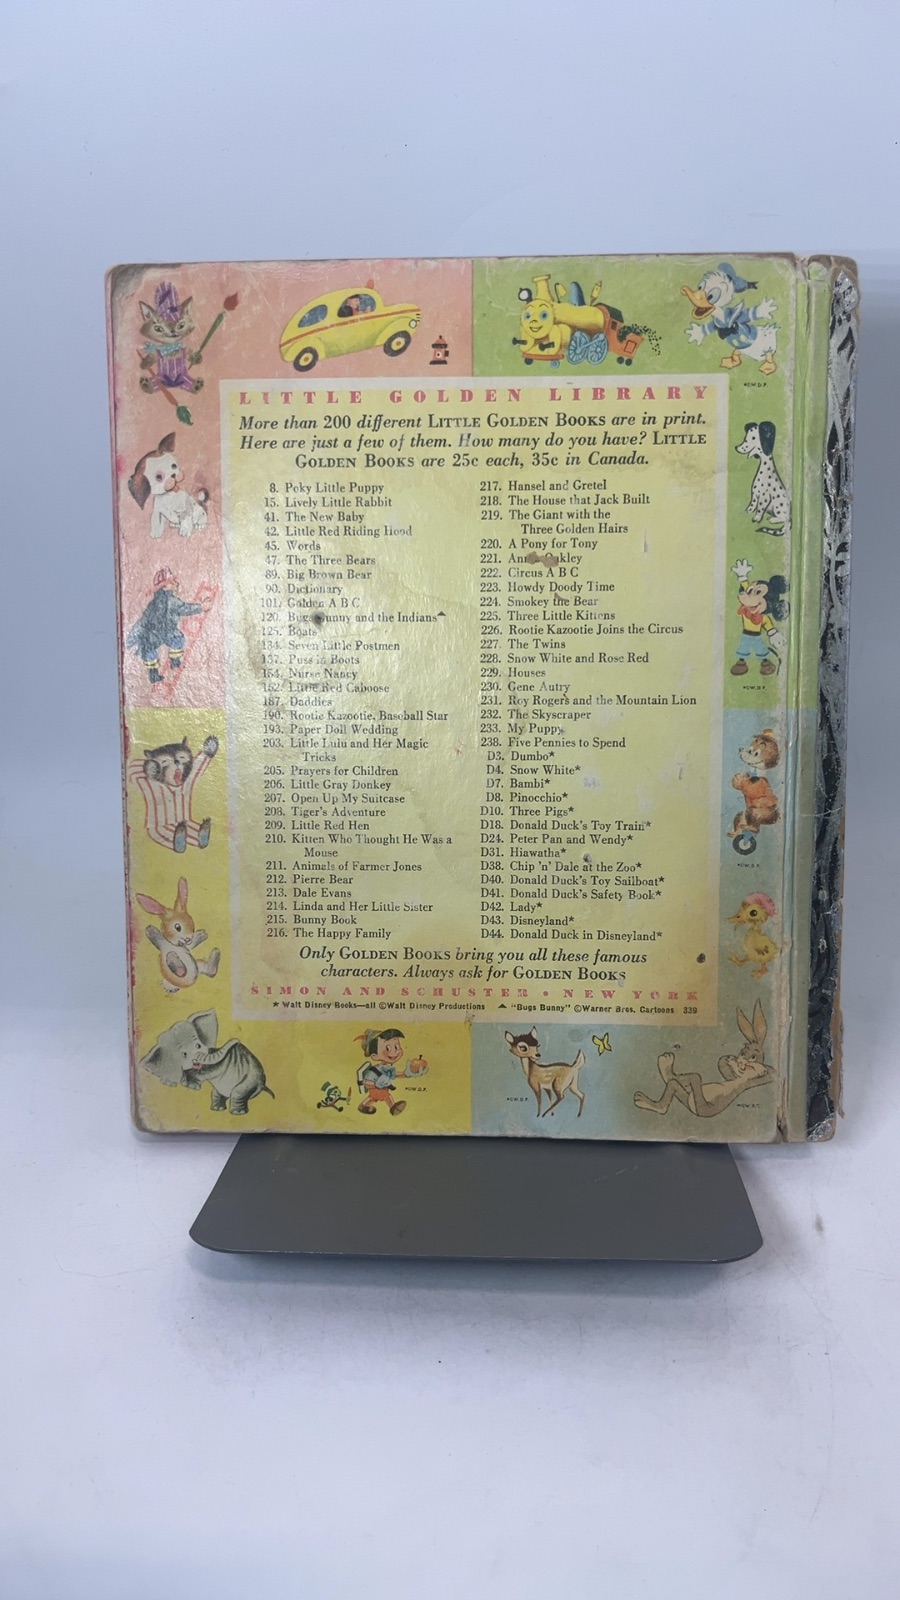 LITTLE GOLDEN LIBRARY
More than 200 different LITTLE GOLDEN BOOKS are in print.
Here are just a few of them. How many do you have? LITTLE
GOLDEN BOOKS are 25c each, 35c in Canada.
8. Poky Little Puppy
15. Lively Little Rabbit
41. The New Baby
42. Little Red Riding Hood
45. Words
47. The Three Bears
89. Big Brown Bear
90. Dictionary
101. Golden A B C
120. Bugs Bunny and the Indians▲
125. Boats
134. Seven Little Postmen
137. Puss in Boots
154. Nurse Nancy
162. Little Red Caboose
187. Daddies
190. Rootie Kazootie, Baseball Star
193. Paper Doll Wedding
203. Little Lulu and Her Magic
Tricks
205. Prayers for Children
206. Little Gray Donkey
207. Open Up My Suitcase
208. Tiger's Adventure
209. Little Red Hen
210. Kitten Who Thought He Was a
Mouse
211. Animals of Farmer Jones
212. Pierre Bear
213. Dale Evans
214. Linda and Her Little Sister
215. Bunny Book
216. The Happy Family
217. Hansel and Gretel
218. The House that Jack Built
219. The Giant with the
Three Golden Hairs
220. A Pony for Tony
221. Annie Oakley
222. Circus A B C
223. Howdy Doody Time
224. Smokey the Bear
225. Three Little Kittens
226. Rootie Kazootie Joins the Circus
227. The Twins
228. Snow White and Rose Red
229. Houses
230. Gene Autry
231. Roy Rogers and the Mountain Lion
232. The Skyscraper
233. My Puppy
238. Five Pennies to Spend
D3. Dumbo*
D4. Snow White*
D7. Bambi*
D8. Pinocchio*
D10. Three Pigs*
D18. Donald Duck's Toy Train*
D24. Peter Pan and Wendy*
D31. Hiawatha*
D38. Chip 'n' Dale at the Zoo*
D40. Donald Duck's Toy Sailboat*
D41. Donald Duck's Safety Book*
D42. Lady*
D43. Disneyland*
D44. Donald Duck in Disneyland*
Only GOLDEN BOOKS bring you all these famous
characters. Always ask for GOLDEN BOOKS
SIMON AND SCHUSTER • NEW YORK
* Walt Disney Books—all ©Walt Disney Productions ▲ "Bugs Bunny" ©Warner Bros. Cartoons 339
©W.D.P.
©W.D.P.
©W.D.P.
©W.D.P.